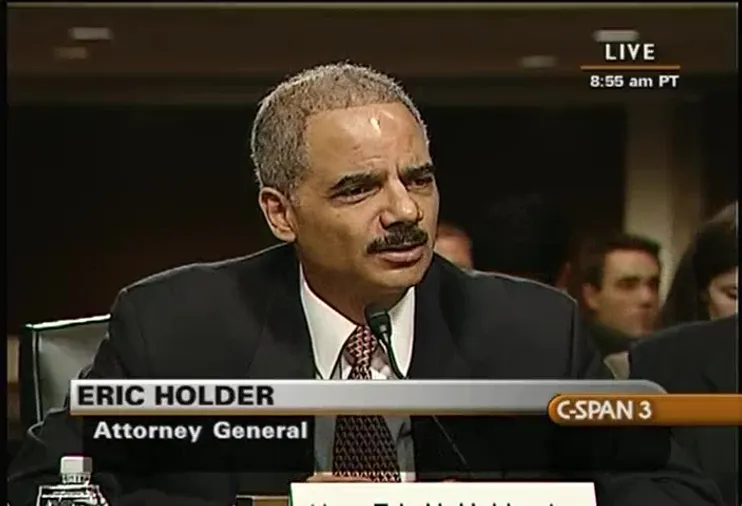 LIVE
8:55 am PT
ERIC HOLDER
C-SPAN 3
Attorney General